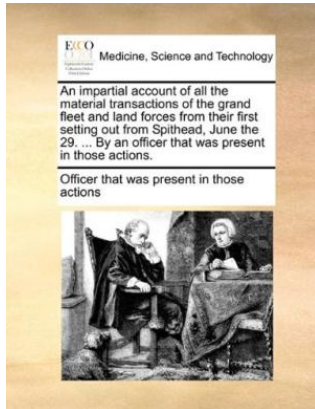 ECCO
Medicine, Science and Technology
An impartial account of all the
material transactions of the grand
fleet and land forces from their first
setting out from Spithead, June the
29. ... By an officer that was present
in those actions.
Officer that was present in those
actions